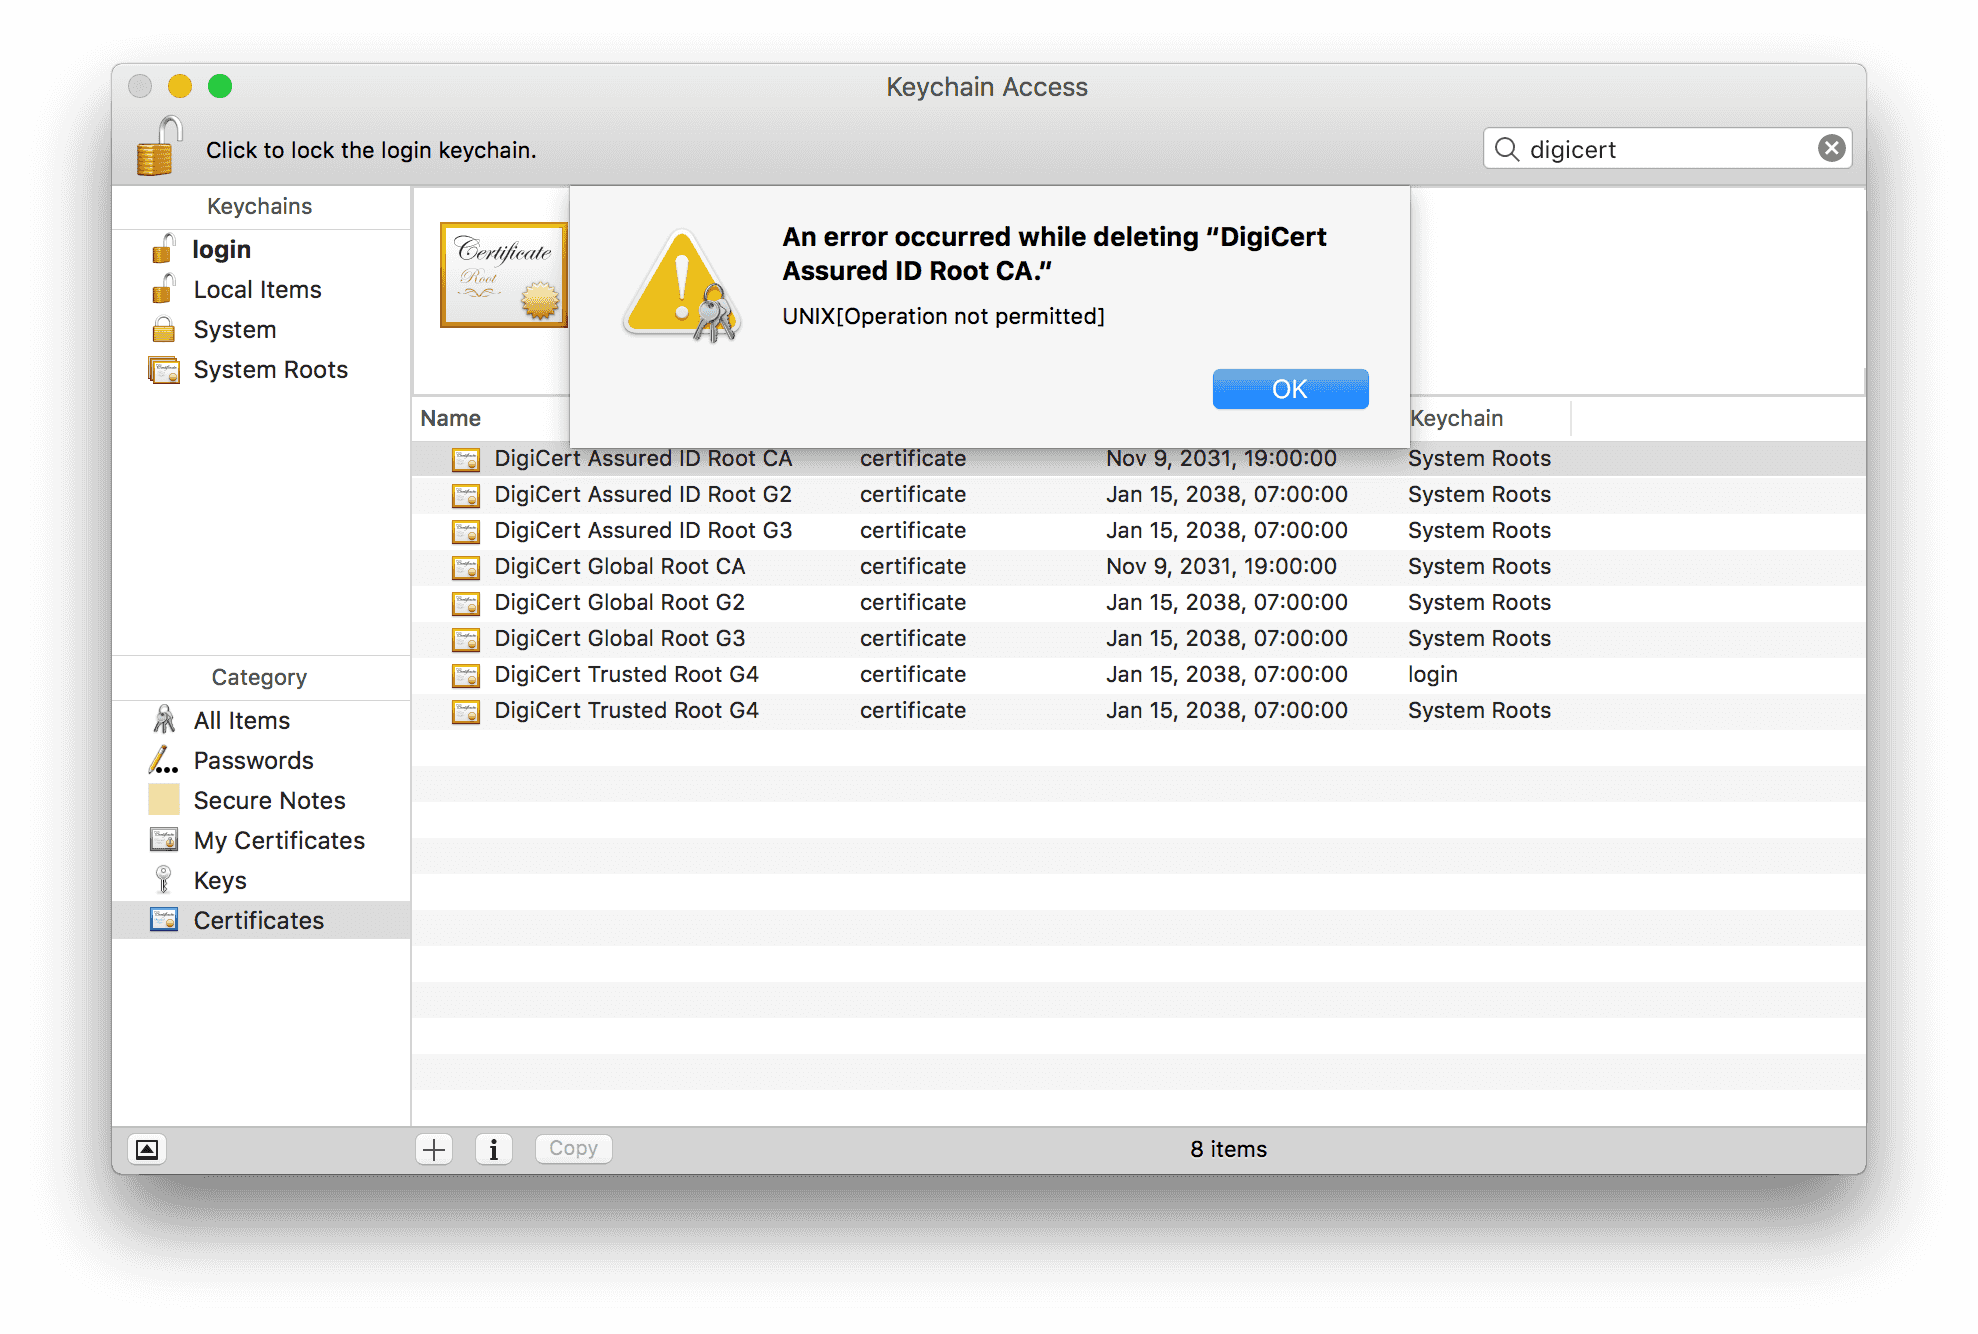 Keychain Access
Click to lock the login keychain.
digicert
Keychains
login
Local Items
System
System Roots
Certificate
Root
An error occurred while deleting “DigiCert
Assured ID Root CA.”
UNIX[Operation not permitted]
OK
Name Keychain
DigiCert Assured ID Root CA certificate Nov 9, 2031, 19:00:00 System Roots
DigiCert Assured ID Root G2 certificate Jan 15, 2038, 07:00:00 System Roots
DigiCert Assured ID Root G3 certificate Jan 15, 2038, 07:00:00 System Roots
DigiCert Global Root CA certificate Nov 9, 2031, 19:00:00 System Roots
DigiCert Global Root G2 certificate Jan 15, 2038, 07:00:00 System Roots
DigiCert Global Root G3 certificate Jan 15, 2038, 07:00:00 System Roots
DigiCert Trusted Root G4 certificate Jan 15, 2038, 07:00:00 login
DigiCert Trusted Root G4 certificate Jan 15, 2038, 07:00:00 System Roots
Category
All Items
Passwords
Secure Notes
My Certificates
Keys
Certificates
Copy
8 items